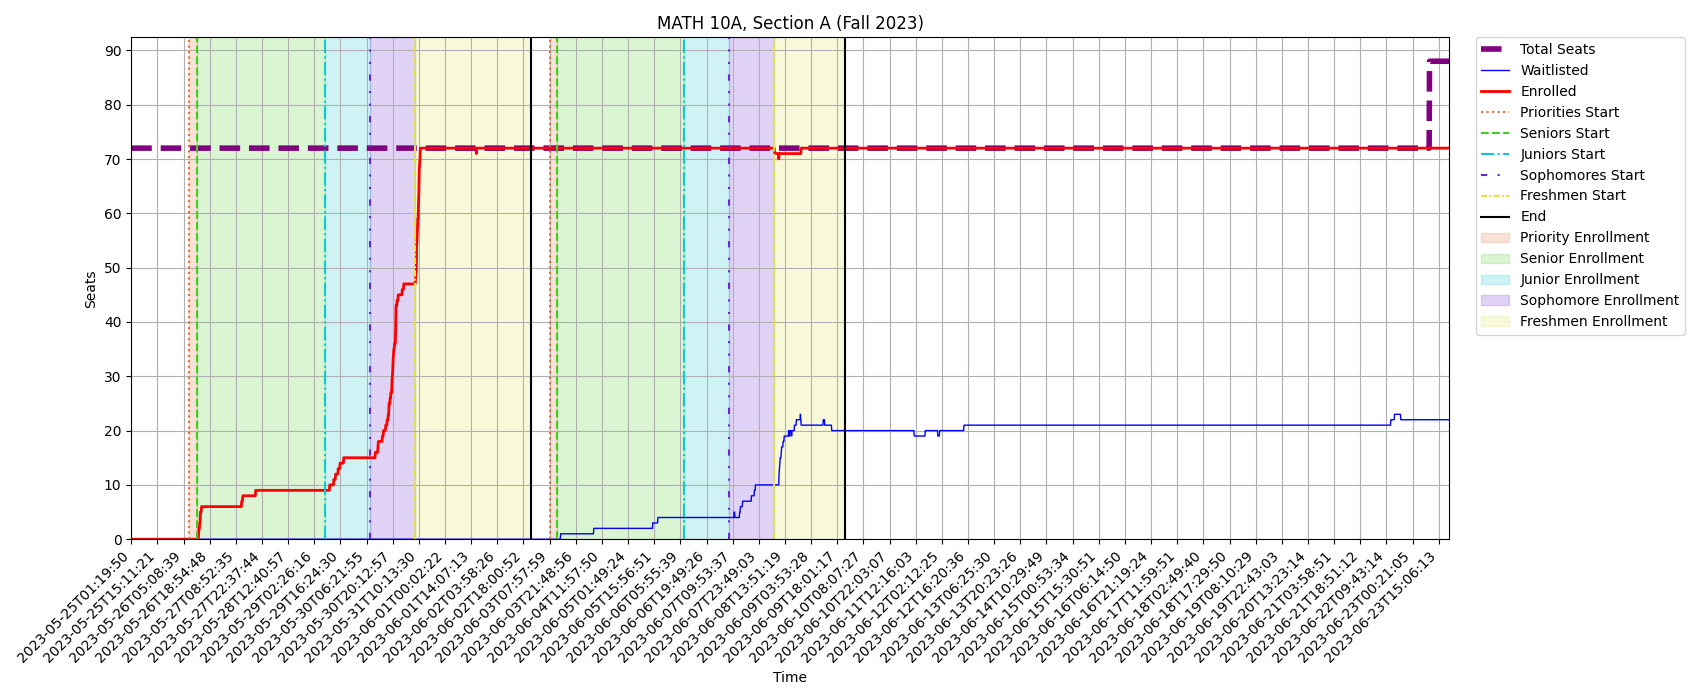 MATH 10A, Section A (Fall 2023)
Seats
90
80
70
60
50
40
30
20
10
0
2023-05-25T01:19:50
2023-05-25T15:11:21
2023-05-26T05:08:39
2023-05-26T18:54:48
2023-05-27T08:52:35
2023-05-27T22:37:44
2023-05-28T12:40:57
2023-05-29T02:26:16
2023-05-29T16:24:30
2023-05-30T06:21:55
2023-05-30T20:12:57
2023-05-31T10:13:30
2023-06-01T00:02:22
2023-06-01T14:07:13
2023-06-02T03:58:26
2023-06-02T18:00:52
2023-06-03T07:57:59
2023-06-03T21:48:56
2023-06-04T11:57:50
2023-06-05T01:49:24
2023-06-05T15:56:51
2023-06-06T05:55:39
2023-06-06T19:49:26
2023-06-07T09:53:37
2023-06-07T23:49:03
2023-06-08T13:51:19
2023-06-09T03:53:28
2023-06-09T18:01:17
2023-06-10T08:07:27
2023-06-10T22:03:07
2023-06-11T12:16:03
2023-06-12T02:12:25
2023-06-12T16:20:36
2023-06-13T06:25:30
2023-06-13T20:23:26
2023-06-14T10:29:49
2023-06-15T00:53:34
2023-06-15T15:30:51
2023-06-16T06:14:50
2023-06-16T21:19:24
2023-06-17T11:59:51
2023-06-18T02:49:40
2023-06-18T17:29:50
2023-06-19T08:10:29
2023-06-19T22:43:03
2023-06-20T13:23:14
2023-06-21T03:58:51
2023-06-21T18:51:12
2023-06-22T09:43:14
2023-06-23T00:21:05
2023-06-23T15:06:13
Time
Total Seats
Waitlisted
Enrolled
Priorities Start
Seniors Start
Juniors Start
Sophomores Start
Freshmen Start
End
Priority Enrollment
Senior Enrollment
Junior Enrollment
Sophomore Enrollment
Freshmen Enrollment